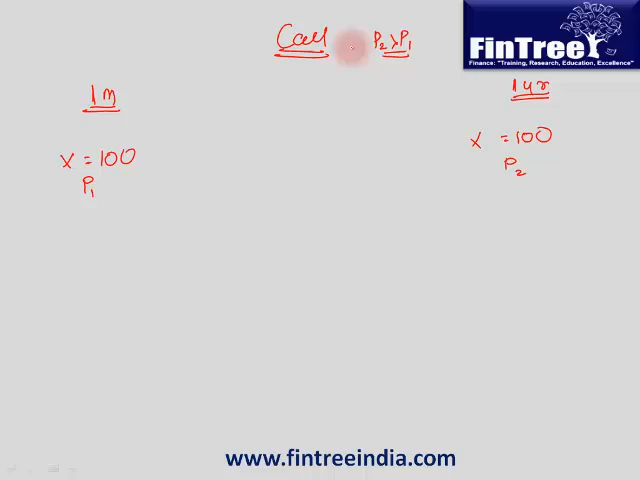 Call P₂ > P₁
FinTree
Finance: "Training, Research, Education, Excellence"
1m
1yr
X = 100
P₁
X = 100
P₂
www.fintreeindia.com